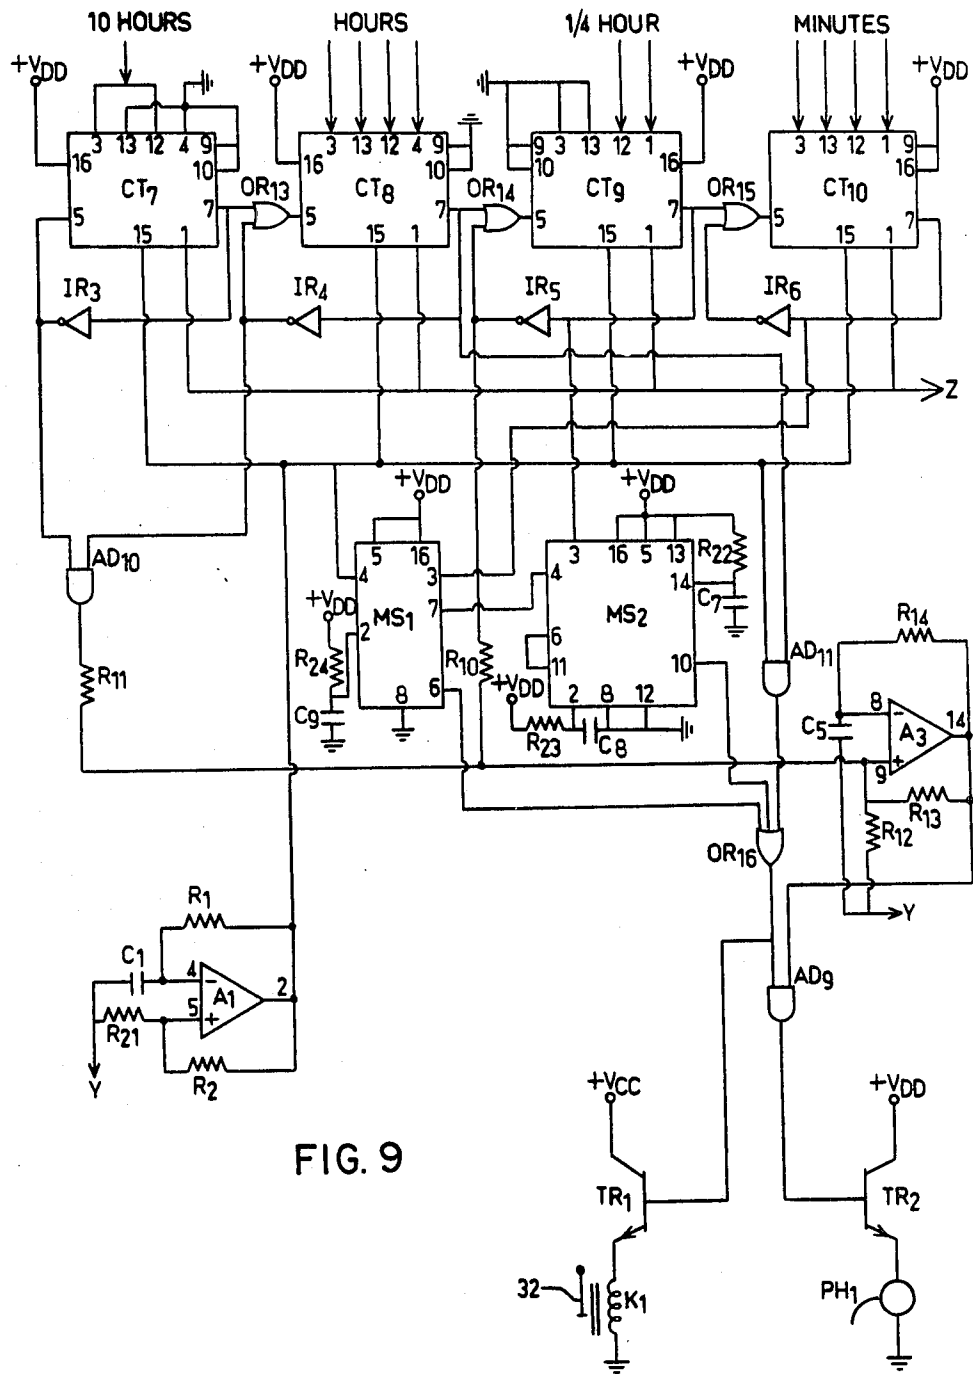 10 HOURS HOURS 1/4 HOUR MINUTES
+VDD +VDD +VDD +VDD
3 13 12 4 9 3 13 12 4 9 9 3 13 12 1 3 13 12 1 9
16 10 16 10 10 16 16
CT7 OR13 CT8 OR14 CT9 OR15 CT10
5 7 5 7 5 7 5 7
15 1 15 1 15 1 15 1
IR3 IR4 IR5 IR6
Z
+VDD +VDD
5 16 3 16 5 13 R22
AD10 4 3 4 14 C7
+VDD MS1 7 MS2
2 6 R14
R24 R10 11 10 AD11
R11 6 +VDD 8 - 14
C9 8 2 8 12 C5 A3
R23 C8 9 +
R13
R12
OR16
R1 Y
C1 4 - 2 AD9
5 + A1
R21
R2
Y
+VCC +VDD
FIG. 9
TR1 TR2
32 K1 PH1